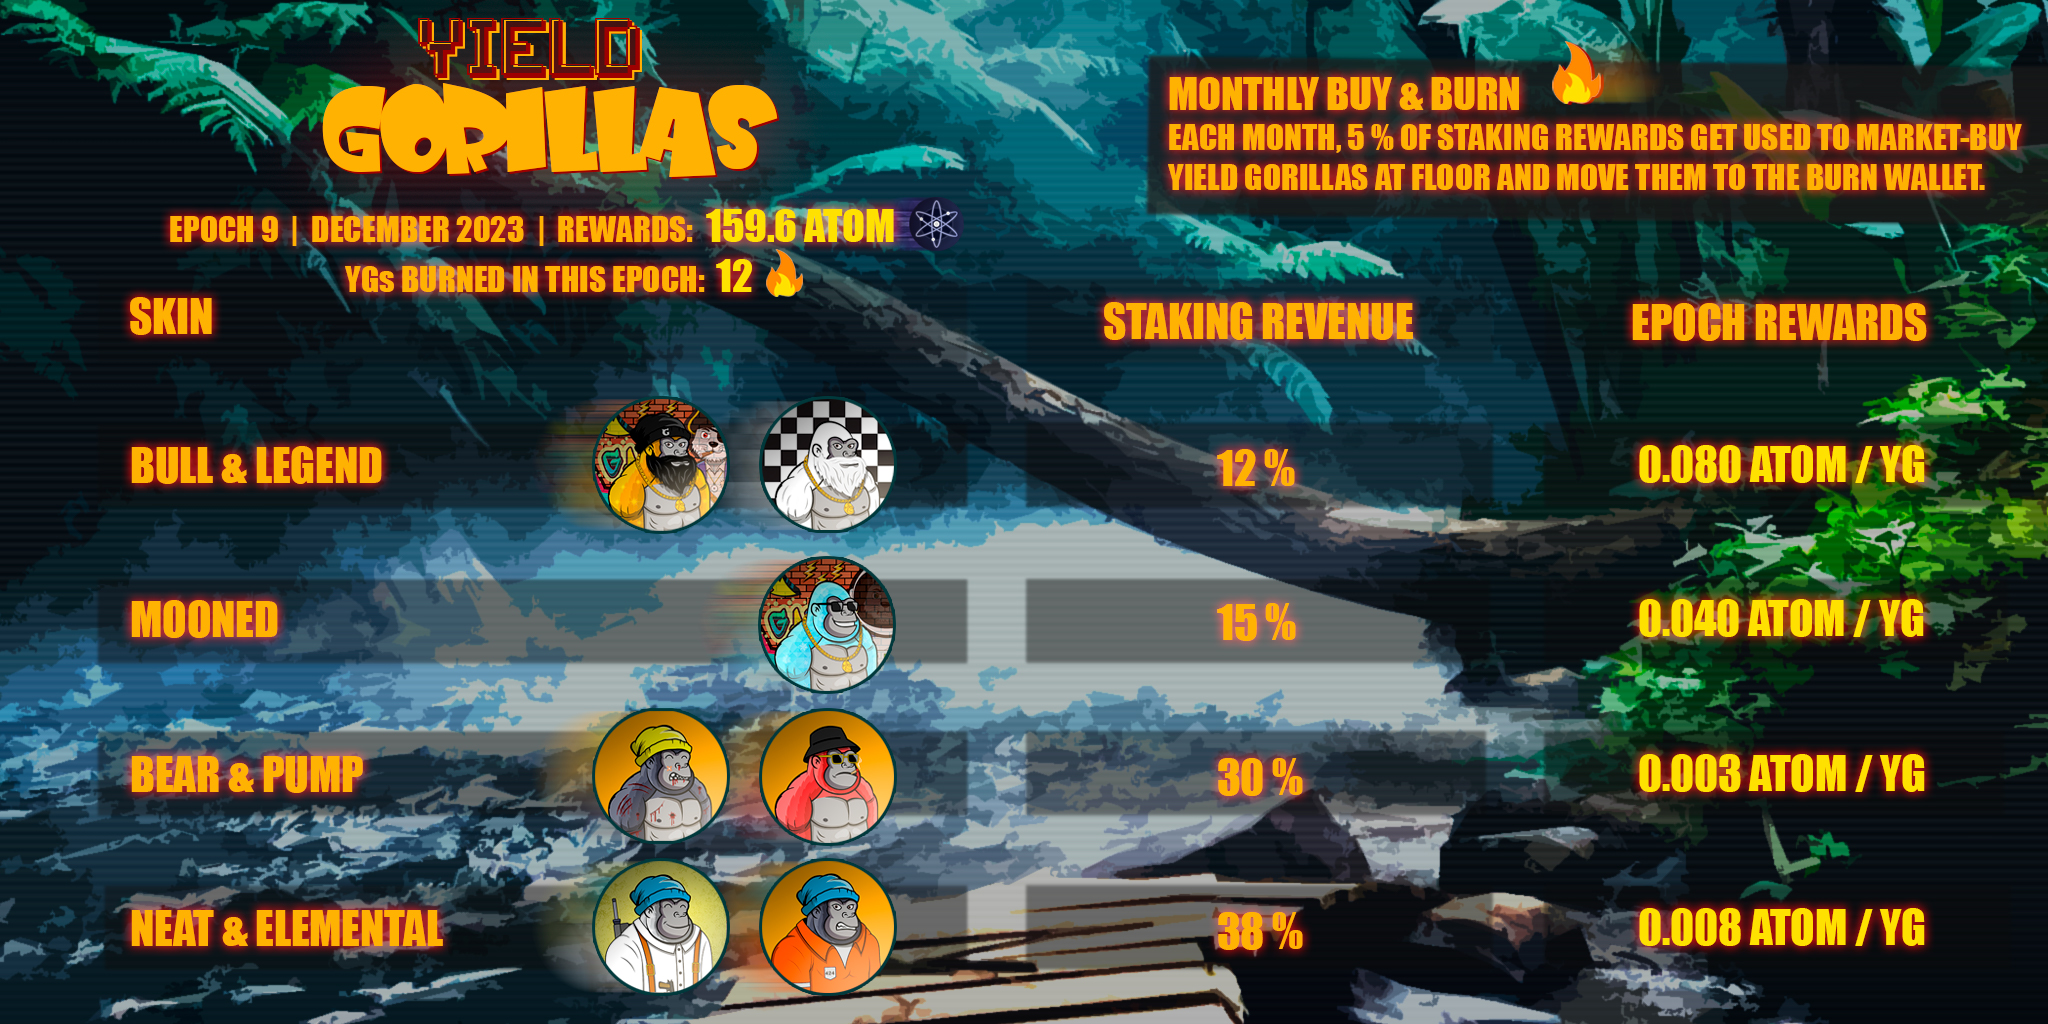 YIELD
GORILLAS
MONTHLY BUY & BURN
EACH MONTH, 5 % OF STAKING REWARDS GET USED TO MARKET-BUY
YIELD GORILLAS AT FLOOR AND MOVE THEM TO THE BURN WALLET.
EPOCH 9 | DECEMBER 2023 | REWARDS: 159.6 ATOM
YGs BURNED IN THIS EPOCH: 12
SKIN STAKING REVENUE EPOCH REWARDS
BULL & LEGEND 12 % 0.080 ATOM / YG
MOONED 15 % 0.040 ATOM / YG
BEAR & PUMP 30 % 0.003 ATOM / YG
NEAT & ELEMENTAL 38 % 0.008 ATOM / YG